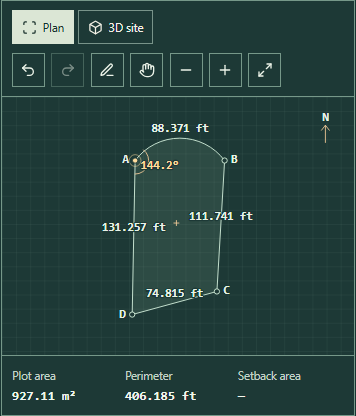 Plan
3D site
N
88.371 ft
A
B
144.2°
131.257 ft
111.741 ft
74.815 ft
C
D
Plot area
Perimeter
Setback area
927.11 m²
406.185 ft
—